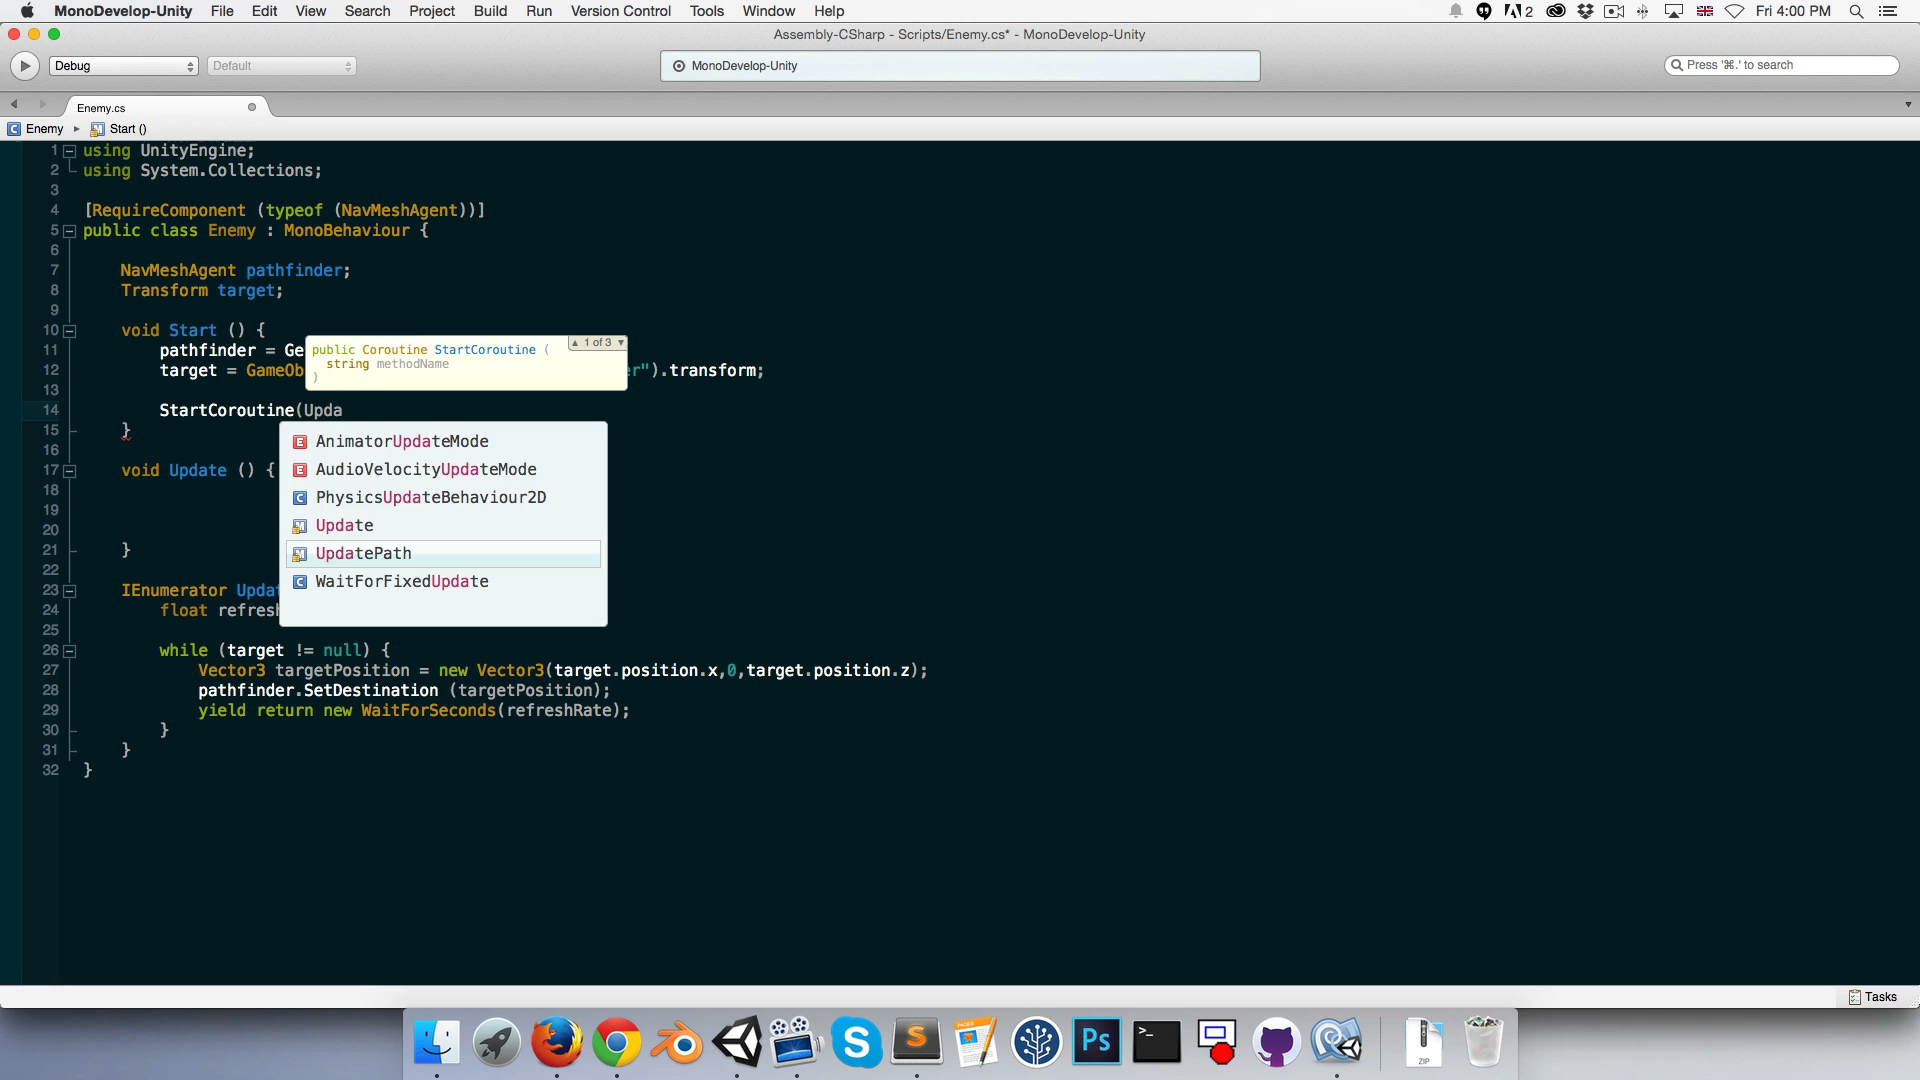 MonoDevelop-Unity File Edit View Search Project Build Run Version Control Tools Window Help 2 Fri 4:00 PM
Assembly-CSharp - Scripts/Enemy.cs* - MonoDevelop-Unity
Debug Default MonoDevelop-Unity Press '⌘.' to search
Enemy.cs
C Enemy ▸ Start ()
1 using UnityEngine;
2 using System.Collections;
3
4 [RequireComponent (typeof (NavMeshAgent))]
5 public class Enemy : MonoBehaviour {
6
7 NavMeshAgent pathfinder;
8 Transform target;
9
10 void Start () {
11 pathfinder = Ge
12 target = GameOb er").transform;
public Coroutine StartCoroutine (
string methodName
)
▲ 1 of 3 ▼
13
14 StartCoroutine(Upda
15 }
16
17 void Update () {
18
19
20
21 }
22
AnimatorUpdateMode
AudioVelocityUpdateMode
PhysicsUpdateBehaviour2D
Update
UpdatePath
WaitForFixedUpdate
23 IEnumerator Updat
24 float refresh
25
26 while (target != null) {
27 Vector3 targetPosition = new Vector3(target.position.x,0,target.position.z);
28 pathfinder.SetDestination (targetPosition);
29 yield return new WaitForSeconds(refreshRate);
30 }
31 }
32 }
Tasks
PAGES
Ps
ZIP